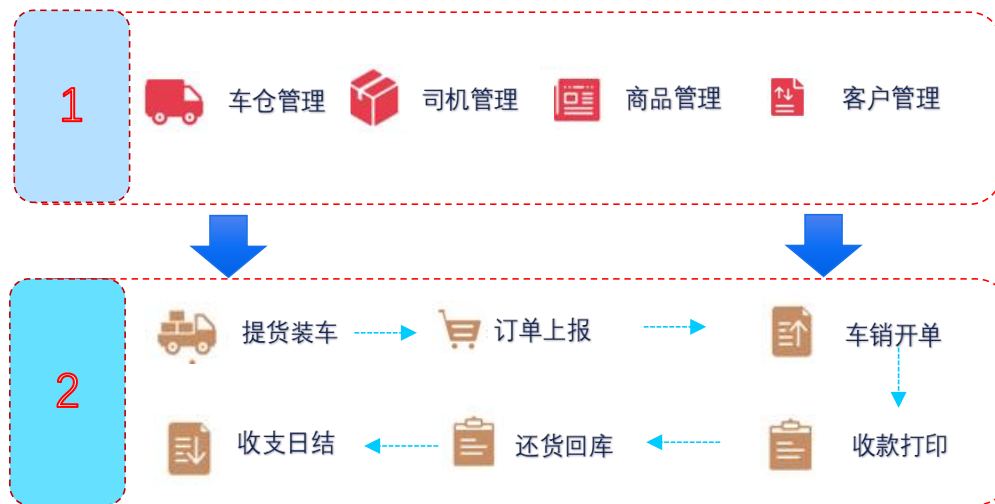 1
车仓管理 司机管理 商品管理 客户管理
2
提货装车 订单上报 车销开单
收支日结 还货回库 收款打印